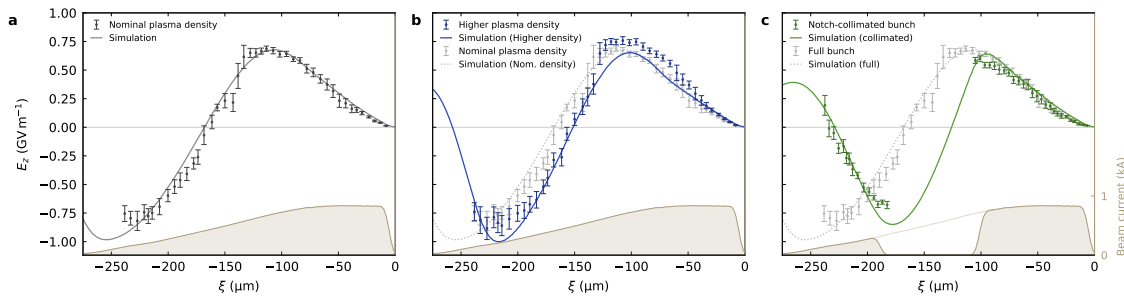 a
Nominal plasma density
Simulation
E_z (GV m⁻¹)
0.75
0.50
0.25
0.00
−0.25
−0.50
−0.75
−1.00
−250 −200 −150 −100 −50 0
ξ (μm)
b
Higher plasma density
Simulation (Higher density)
Nominal plasma density
Simulation (Nom. density)
−250 −200 −150 −100 −50 0
ξ (μm)
c
Notch-collimated bunch
Simulation (collimated)
Full bunch
Simulation (full)
−250 −200 −150 −100 −50 0
ξ (μm)
1
0
Beam current (kA)